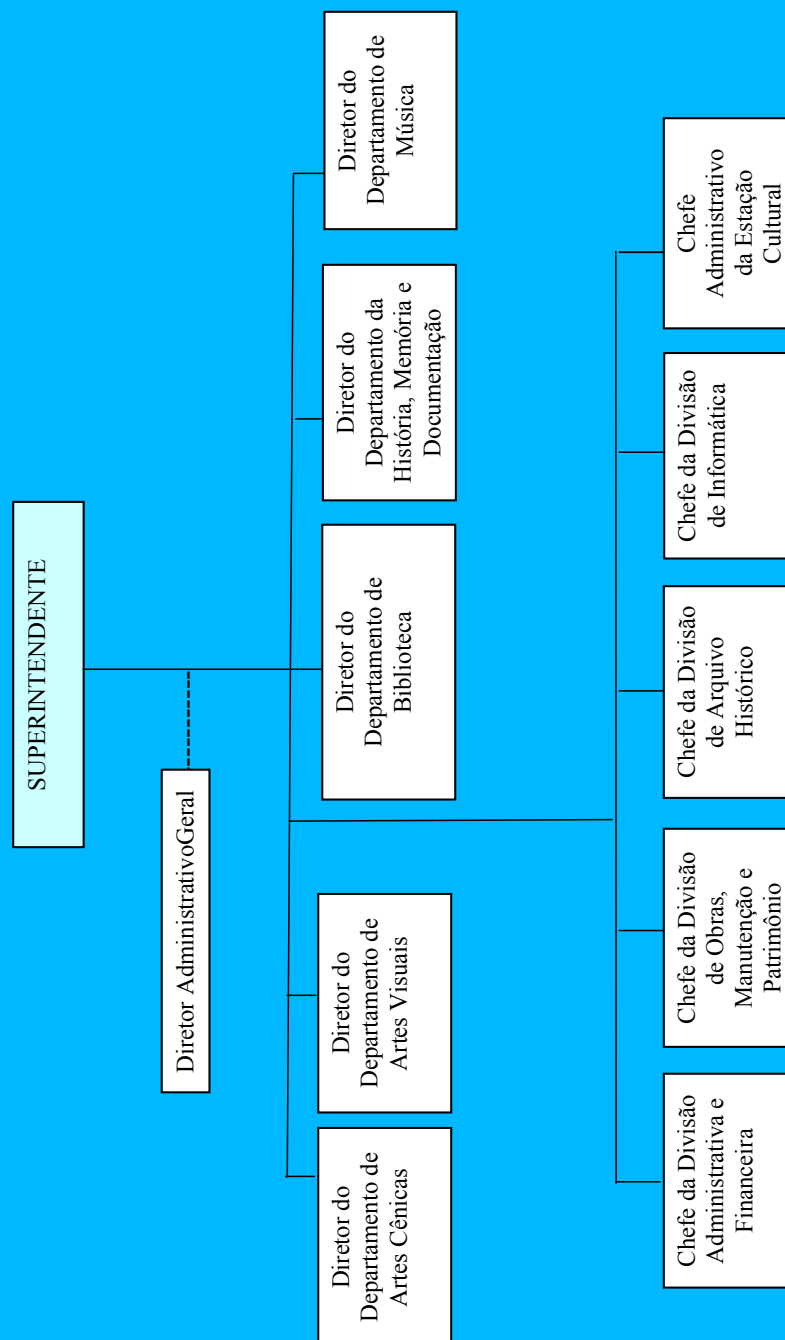 SUPERINTENDENTE
Diretor AdministrativoGeral
Diretor do
Departamento de
Artes Cênicas
Diretor do
Departamento de
Artes Visuais
Diretor do
Departamento de
Biblioteca
Diretor do
Departamento da
História, Memória e
Documentação
Diretor do
Departamento de
Música
Chefe da Divisão
Administrativa e
Financeira
Chefe da Divisão
de Obras,
Manutenção e
Patrimônio
Chefe da Divisão
de Arquivo
Histórico
Chefe da Divisão
de Informática
Chefe
Administrativo
da Estação
Cultural